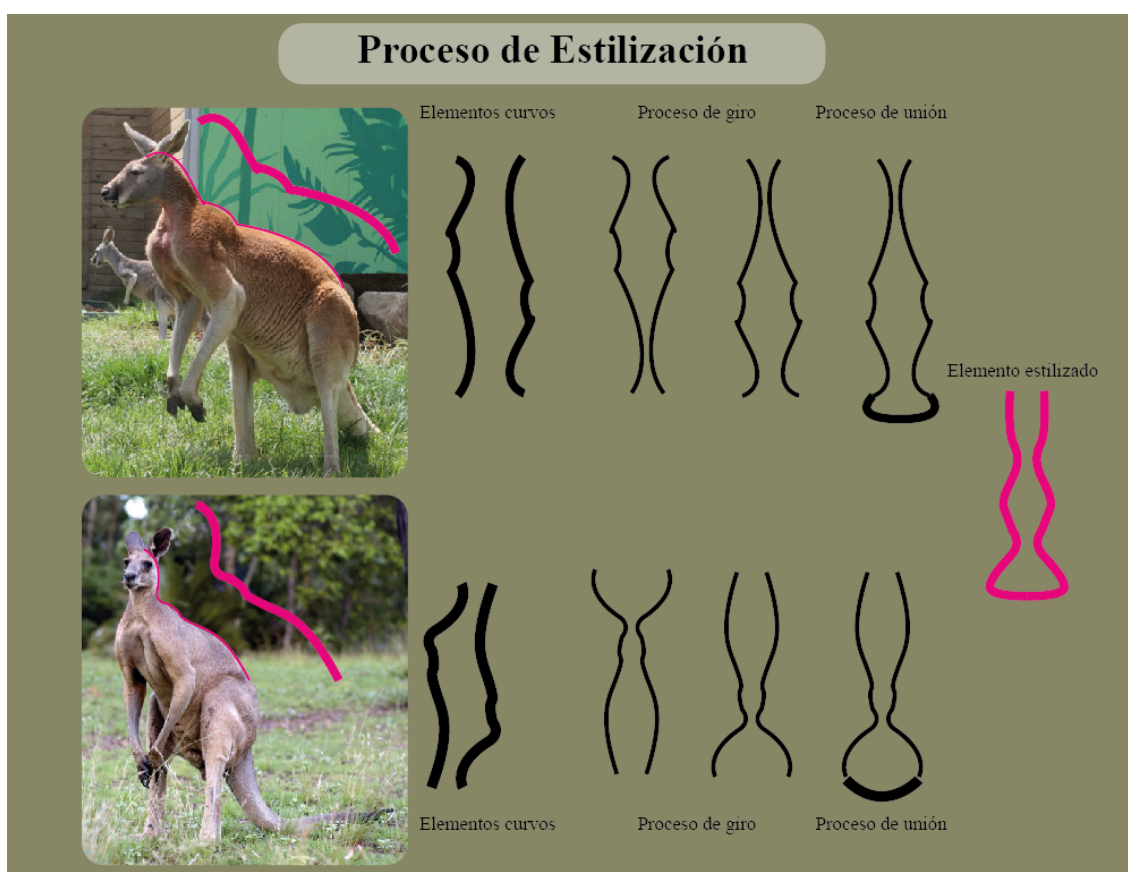 Proceso de Estilización
Elementos curvos
Proceso de giro
Proceso de unión
Elemento estilizado
Elementos curvos
Proceso de giro
Proceso de unión